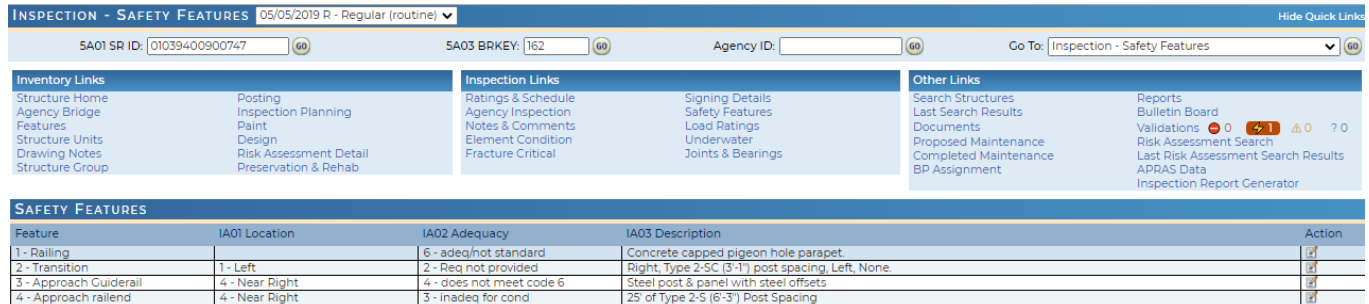 INSPECTION - SAFETY FEATURES 05/05/2019 R - Regular (routine) Hide Quick Links
5A01 SR ID: 01039400900747 GO 5A03 BRKEY: 162 GO Agency ID: GO Go To: Inspection - Safety Features GO
Inventory Links Inspection Links Other Links
Structure Home Posting Ratings & Schedule Signing Details Search Structures Reports
Agency Bridge Inspection Planning Agency Inspection Safety Features Last Search Results Bulletin Board
Features Paint Notes & Comments Load Ratings Documents Validations 0 1 0 ? 0
Structure Units Design Element Condition Underwater Proposed Maintenance Risk Assessment Search
Drawing Notes Risk Assessment Detail Fracture Critical Joints & Bearings Completed Maintenance Last Risk Assessment Search Results
Structure Group Preservation & Rehab BP Assignment APRAS Data
Inspection Report Generator
SAFETY FEATURES
Feature IA01 Location IA02 Adequacy IA03 Description Action
1 - Railing 6 - adeq/not standard Concrete capped pigeon hole parapet.
2 - Transition 1 - Left 2 - Req not provided Right, Type 2-SC (3'-1") post spacing, Left, None.
3 - Approach Guiderail 4 - Near Right 4 - does not meet code 6 Steel post & panel with steel offsets
4 - Approach railend 4 - Near Right 3 - inadeq for cond 25' of Type 2-S (6'-3") Post Spacing